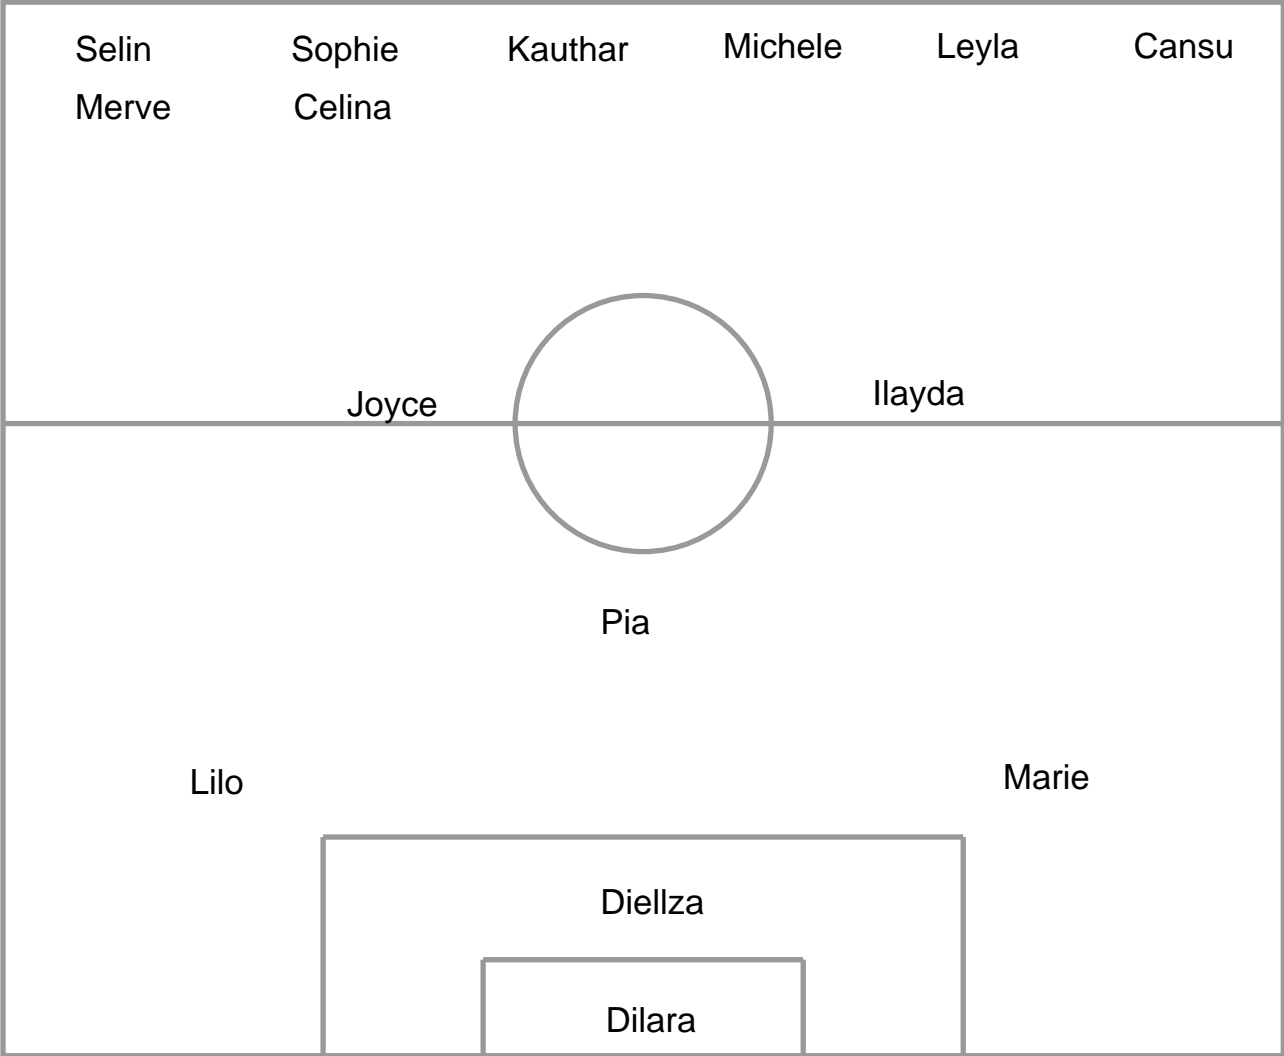 Selin Sophie Kauthar Michele Leyla Cansu
Merve Celina
Joyce Ilayda
Pia
Lilo Marie
Diellza
Dilara